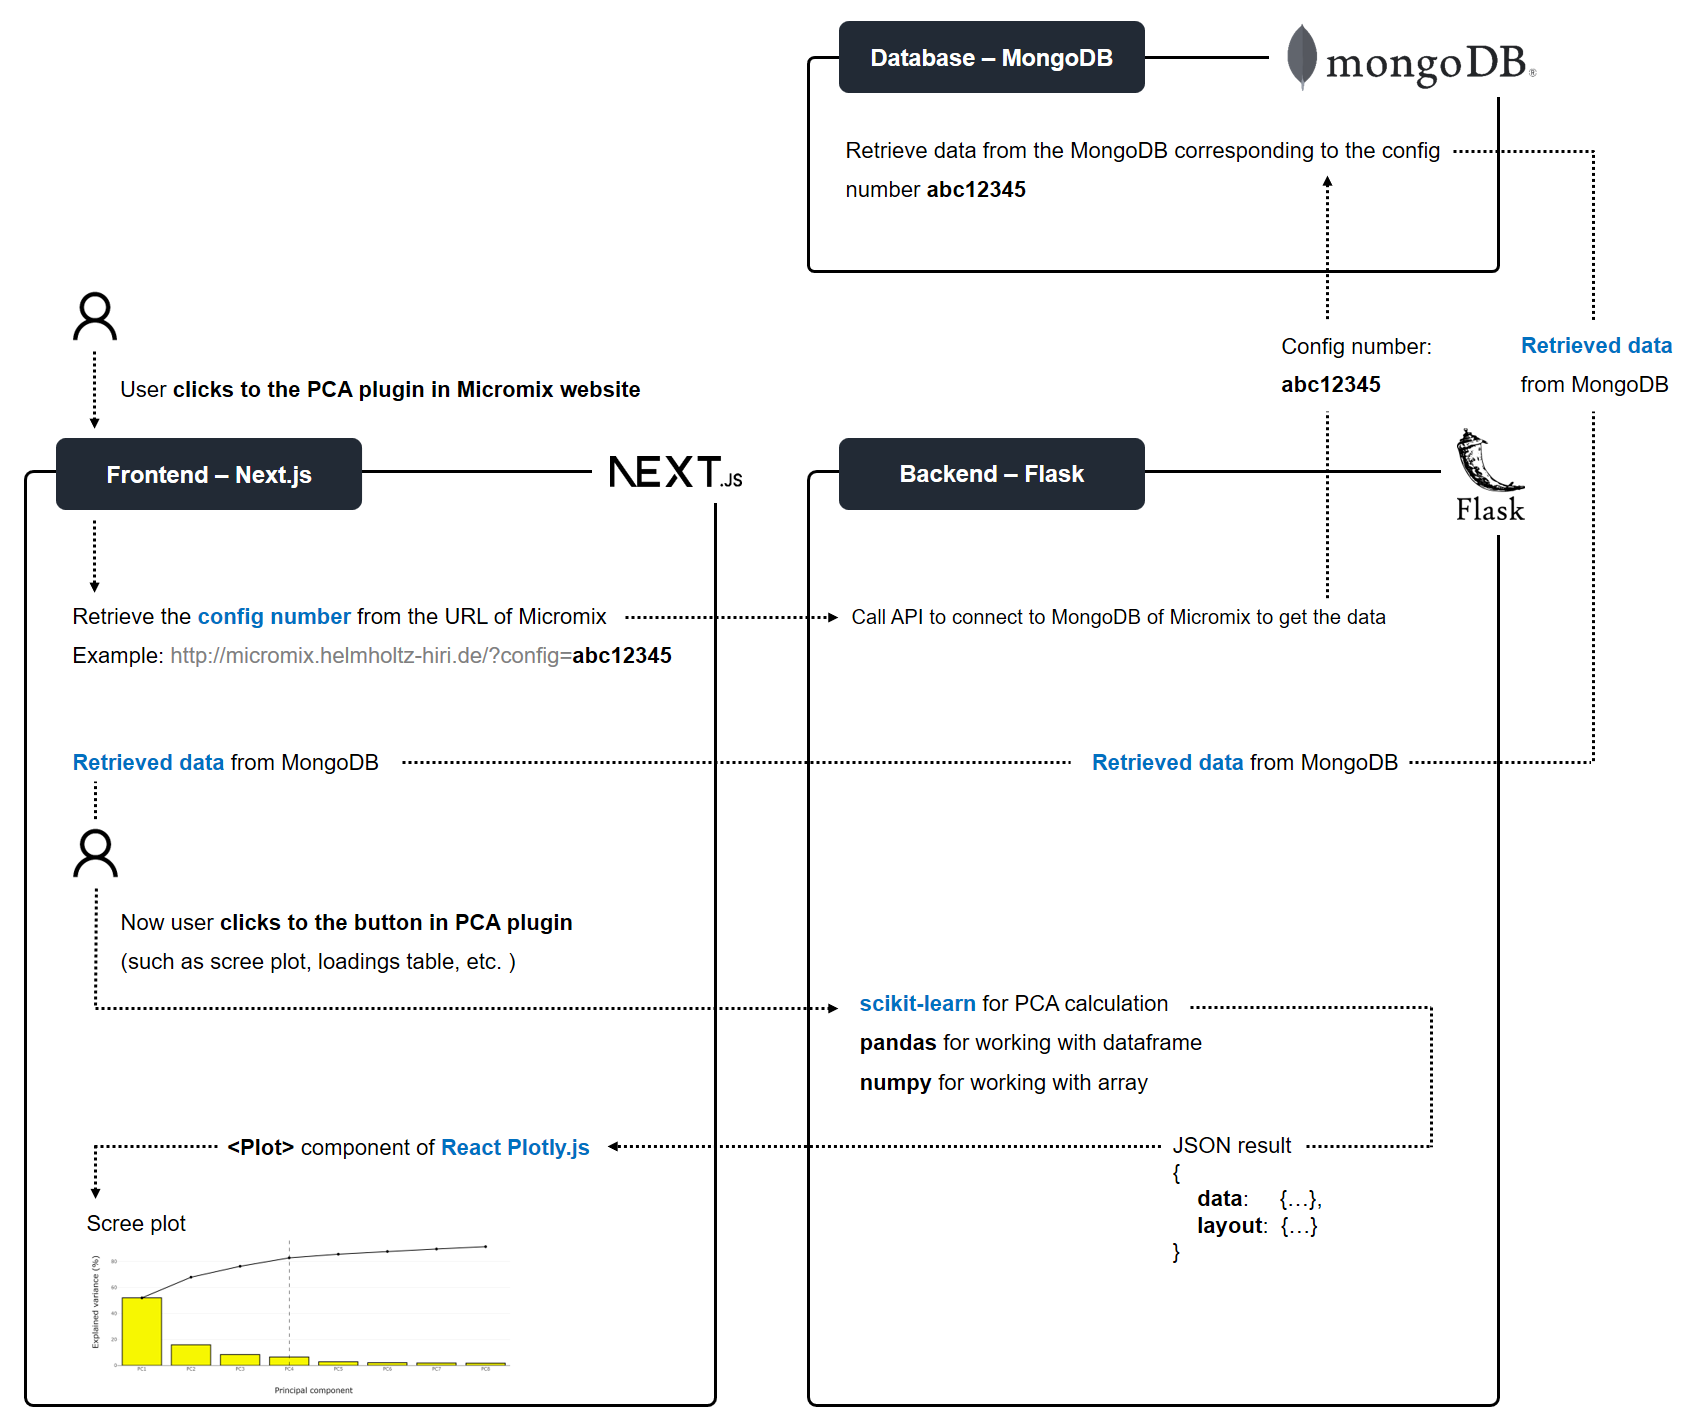 Database – MongoDB
mongoDB®
Retrieve data from the MongoDB corresponding to the config
number abc12345
Config number:
abc12345
Retrieved data
from MongoDB
User clicks to the PCA plugin in Micromix website
Frontend – Next.js
NEXT.JS
Backend – Flask
Flask
Retrieve the config number from the URL of Micromix
Example: http://micromix.helmholtz-hiri.de/?config=abc12345
Call API to connect to MongoDB of Micromix to get the data
Retrieved data from MongoDB
Retrieved data from MongoDB
Now user clicks to the button in PCA plugin
(such as scree plot, loadings table, etc. )
scikit-learn for PCA calculation
pandas for working with dataframe
numpy for working with array
<Plot> component of React Plotly.js
JSON result
{
data: {...},
layout: {...}
}
Scree plot
Explained variance (%)
80
60
40
20
0
PC1 PC2 PC3 PC4 PC5 PC6 PC7 PC8
Principal component